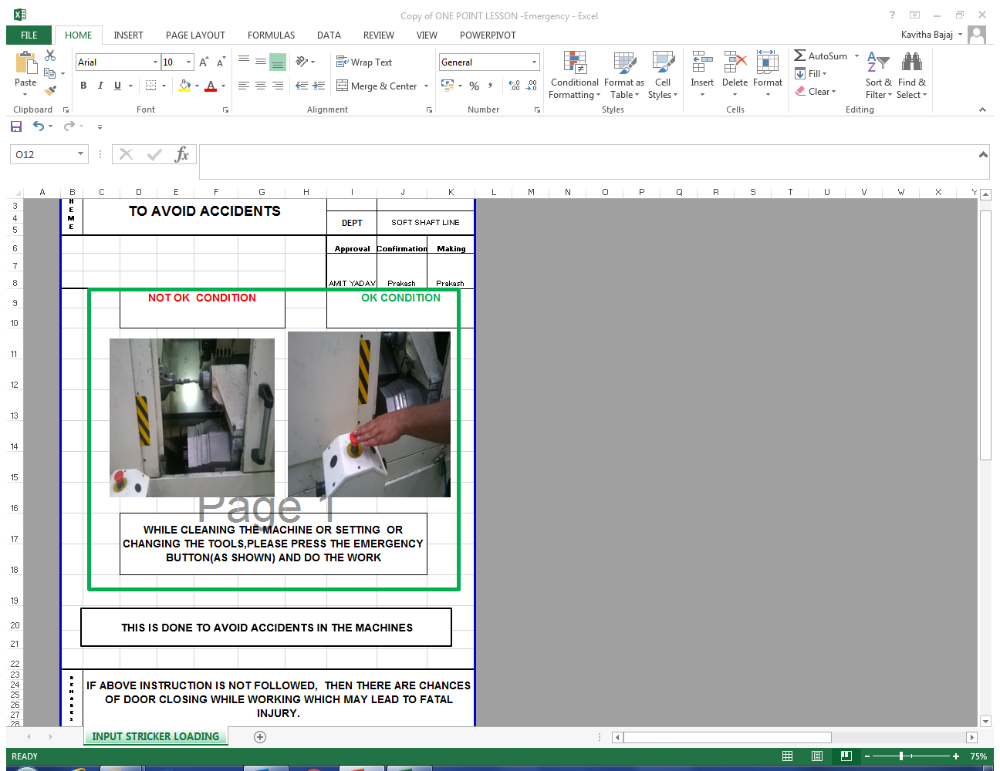 Copy of ONE POINT LESSON -Emergency - Excel
?
FILE HOME INSERT PAGE LAYOUT FORMULAS DATA REVIEW VIEW POWERPIVOT
Kavitha Bajaj
Paste
Arial 10
B I U
Wrap Text
Merge & Center
General
% ,
Conditional Formatting
Format as Table
Cell Styles
Insert Delete Format
AutoSum
Fill
Clear
Sort & Filter
Find & Select
Clipboard Font Alignment Number Styles Cells Editing
O12
fx
A B C D E F G H I J K L M N O P Q R S T U V W X Y
3
4
5
6
7
8
9
10
11
12
13
14
15
16
17
18
19
20
21
22
23
24
25
26
27
28
H
E
M
E
TO AVOID ACCIDENTS
DEPT SOFT SHAFT LINE
Approval Confirmation Making
AMIT YADAV Prakash Prakash
NOT OK  CONDITION OK CONDITION
Page 1
WHILE CLEANING THE MACHINE OR SETTING  OR
CHANGING THE TOOLS,PLEASE PRESS THE EMERGENCY
BUTTON(AS SHOWN) AND DO THE WORK
THIS IS DONE TO AVOID ACCIDENTS IN THE MACHINES
R
E
M
A
R
K
S
IF ABOVE INSTRUCTION IS NOT FOLLOWED,  THEN THERE ARE CHANCES
OF DOOR CLOSING WHILE WORKING WHICH MAY LEAD TO FATAL
INJURY.
INPUT STRICKER LOADING
READY
75%